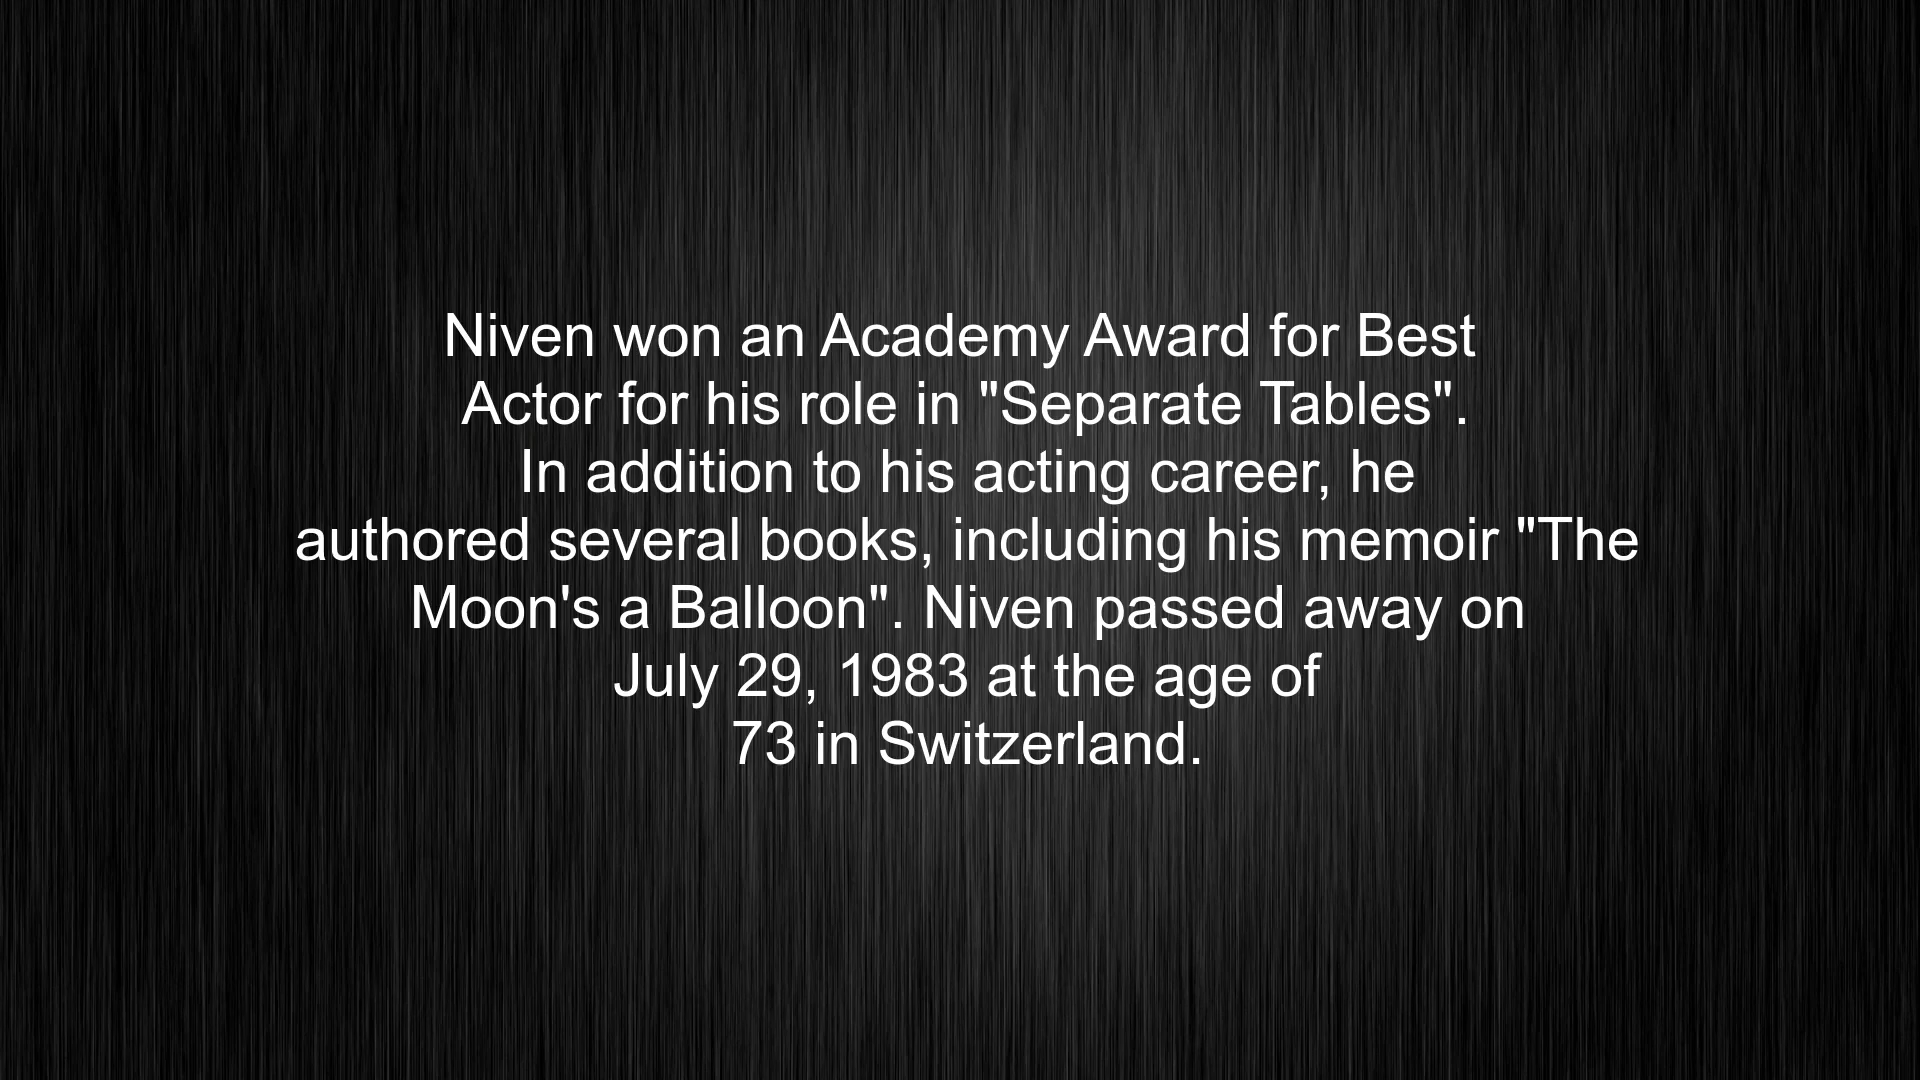 Niven won an Academy Award for Best
Actor for his role in "Separate Tables".
In addition to his acting career, he
authored several books, including his memoir "The
Moon's a Balloon". Niven passed away on
July 29, 1983 at the age of
73 in Switzerland.